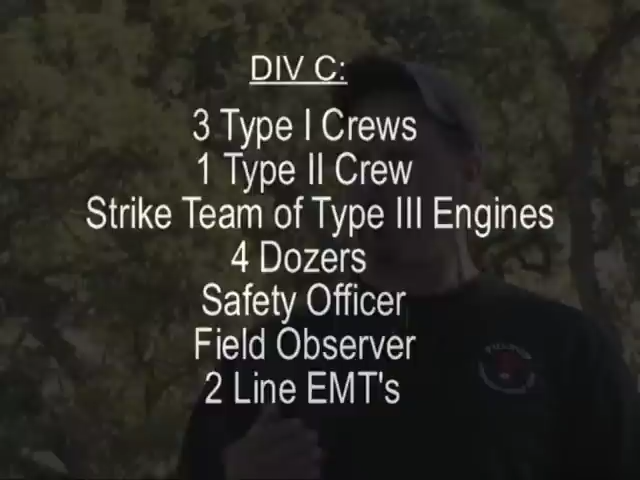 DIV C:
3 Type I Crews
1 Type II Crew
Strike Team of Type III Engines
4 Dozers
Safety Officer
Field Observer
2 Line EMT's